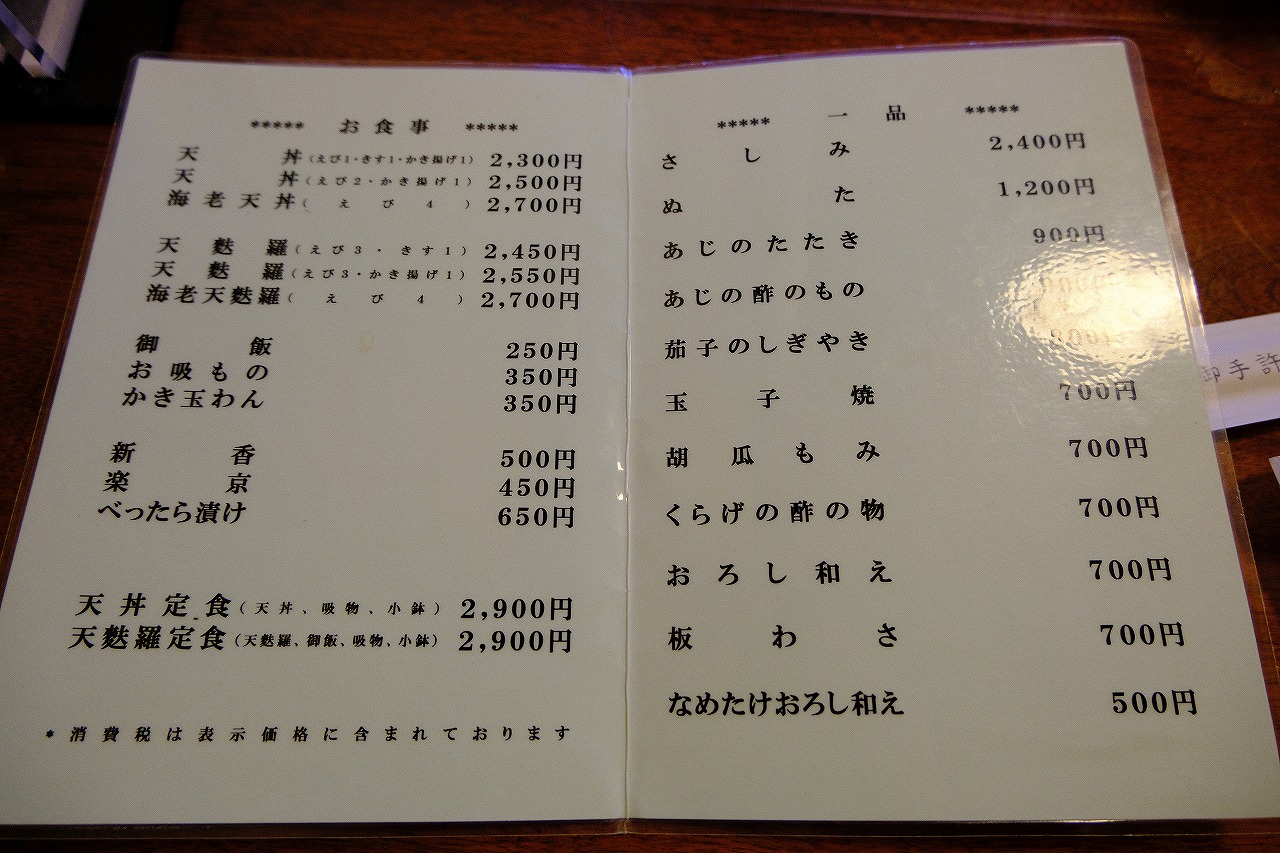 ***** お食事 *****
天丼(えび1・きす1・かき揚げ1) 2,300円
天丼(えび2・かき揚げ1) 2,500円
海老天丼(えび4) 2,700円
天麩羅(えび3・きす1) 2,450円
天麩羅(えび3・かき揚げ1) 2,550円
海老天麩羅(えび4) 2,700円
御飯 250円
お吸もの 350円
かき玉わん 350円
新香 500円
楽京 450円
べったら漬け 650円
天丼定食(天丼、吸物、小鉢) 2,900円
天麩羅定食(天麩羅、御飯、吸物、小鉢) 2,900円
*消費税は表示価格に含まれております
***** 一品 *****
さしみ 2,400円
ぬた 1,200円
あじのたたき 900円
あじの酢のもの
茄子のしぎやき
玉子焼 700円
胡瓜もみ 700円
くらげの酢の物 700円
おろし和え 700円
板わさ 700円
なめたけおろし和え 500円
御手許